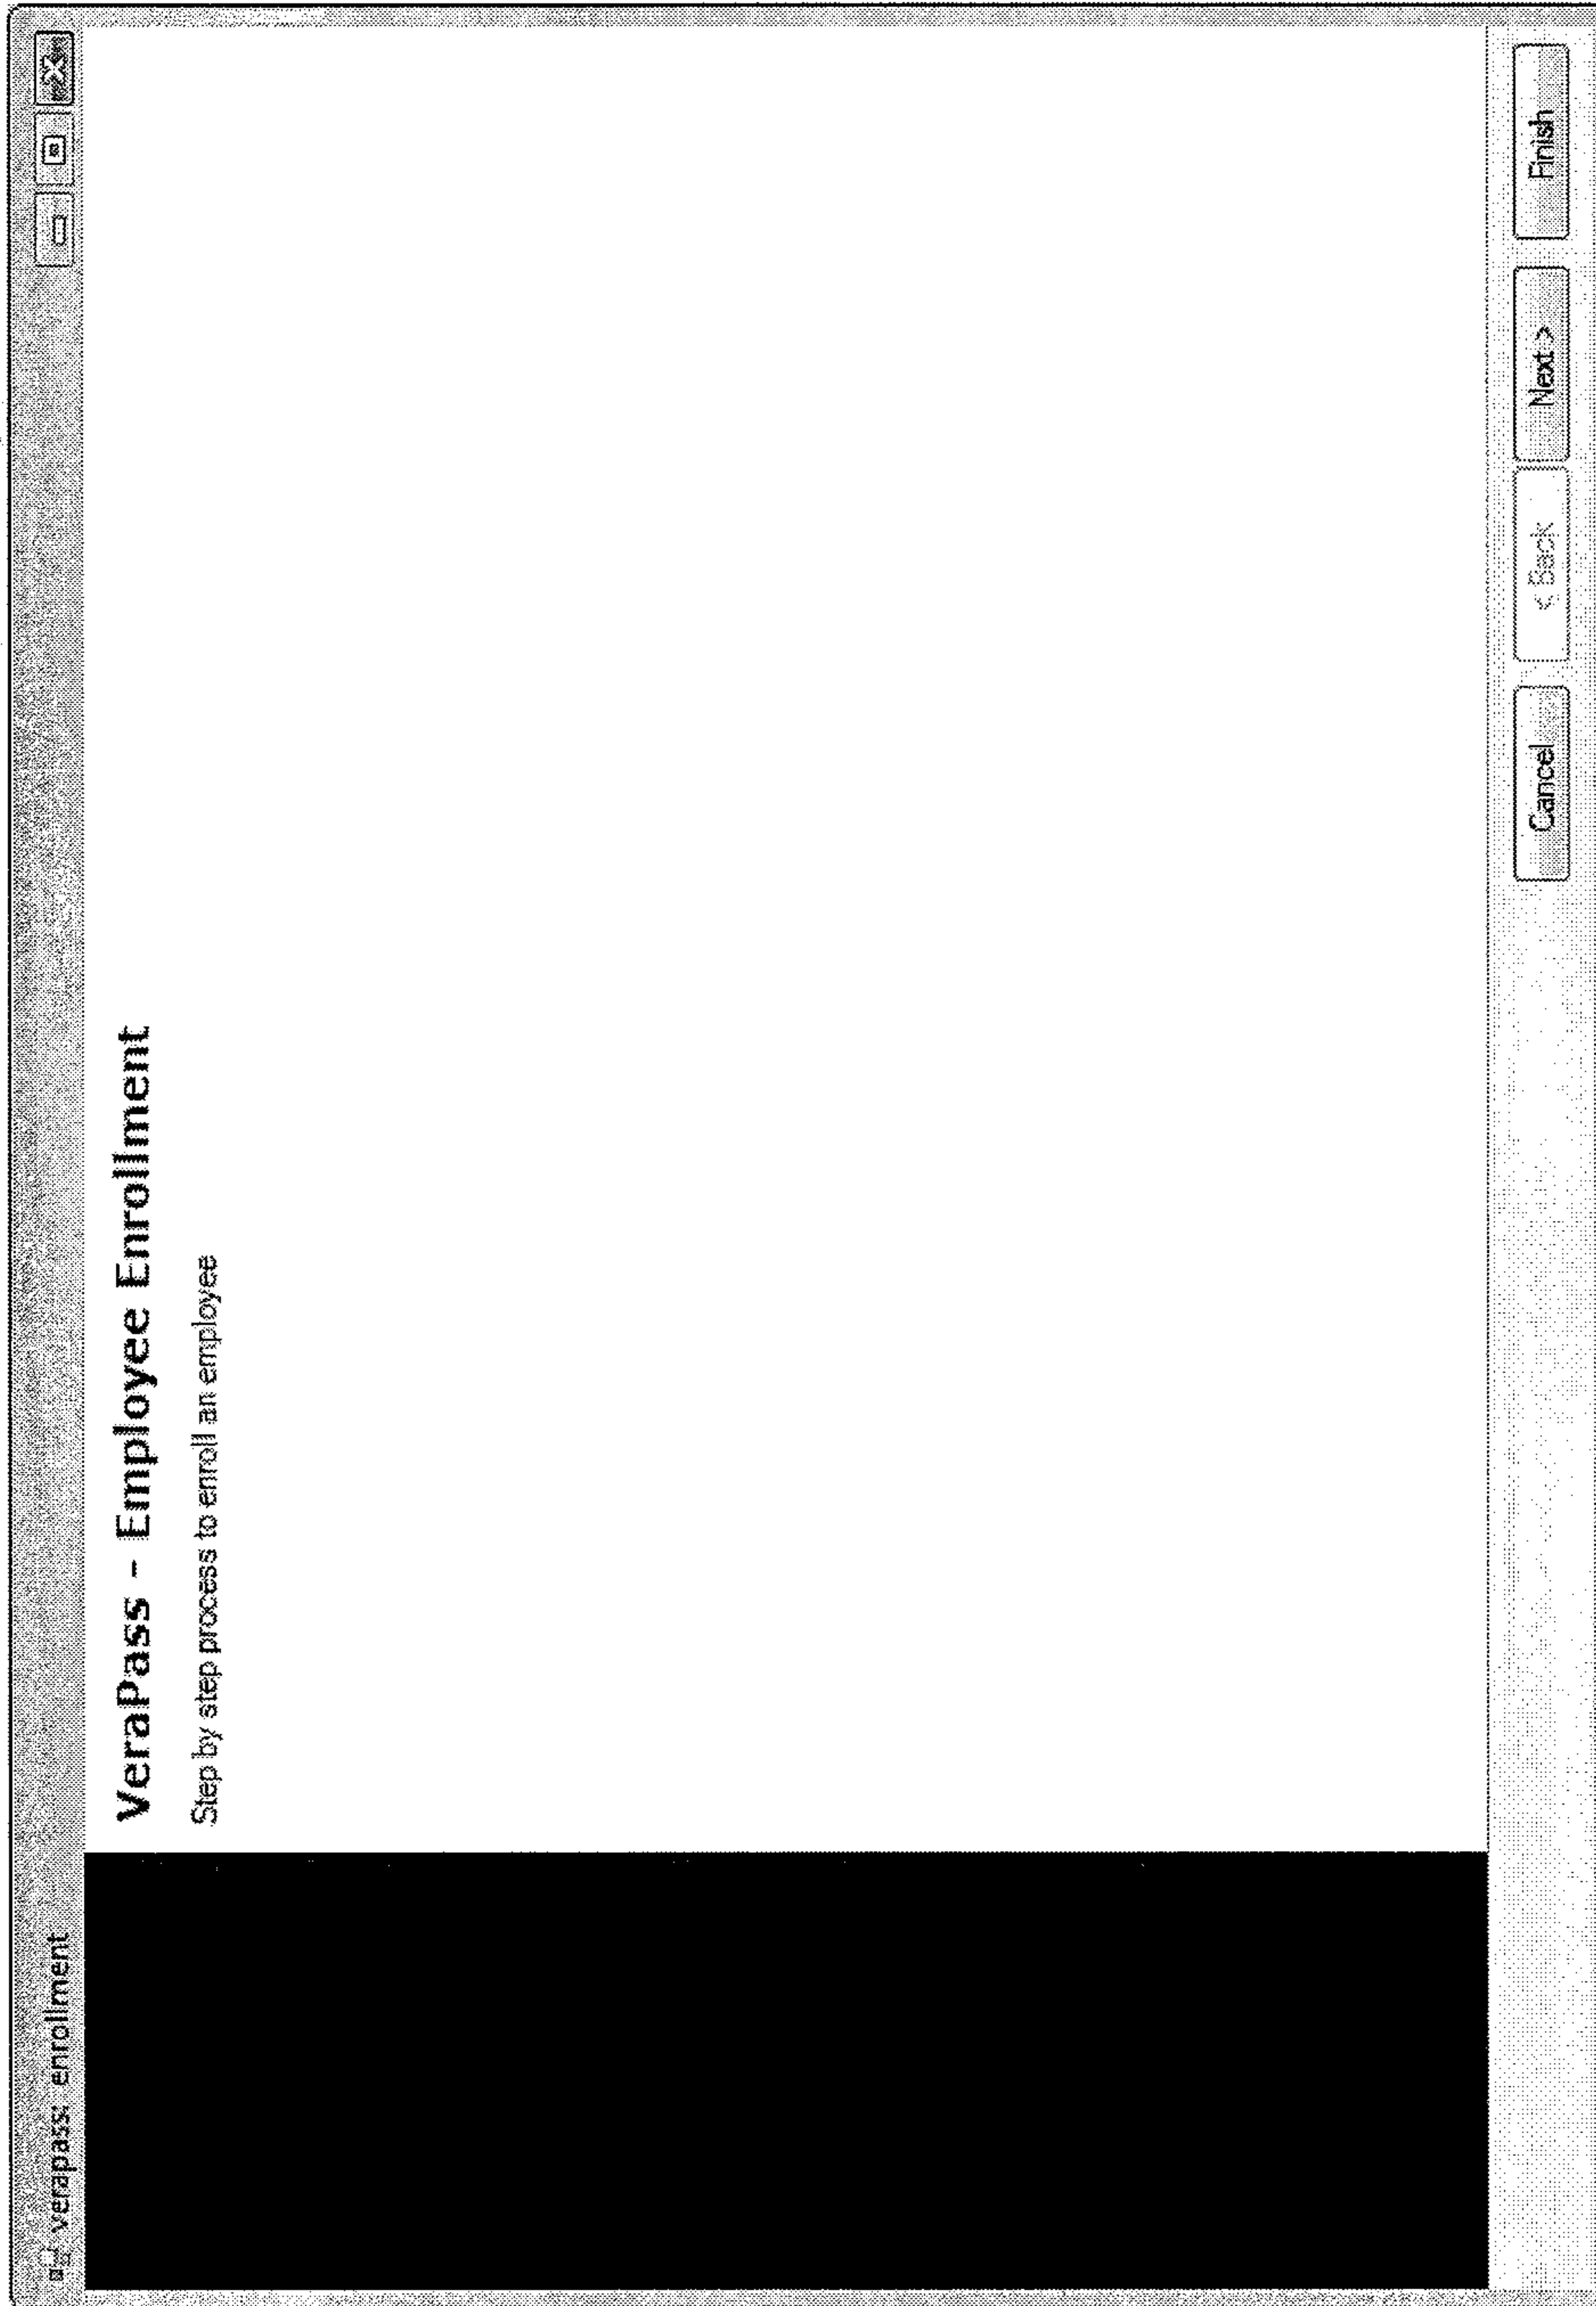 verapass: enrollment
VeraPass – Employee Enrollment
Step by step process to enroll an employee
Cancel
< Back
Next >
Finish